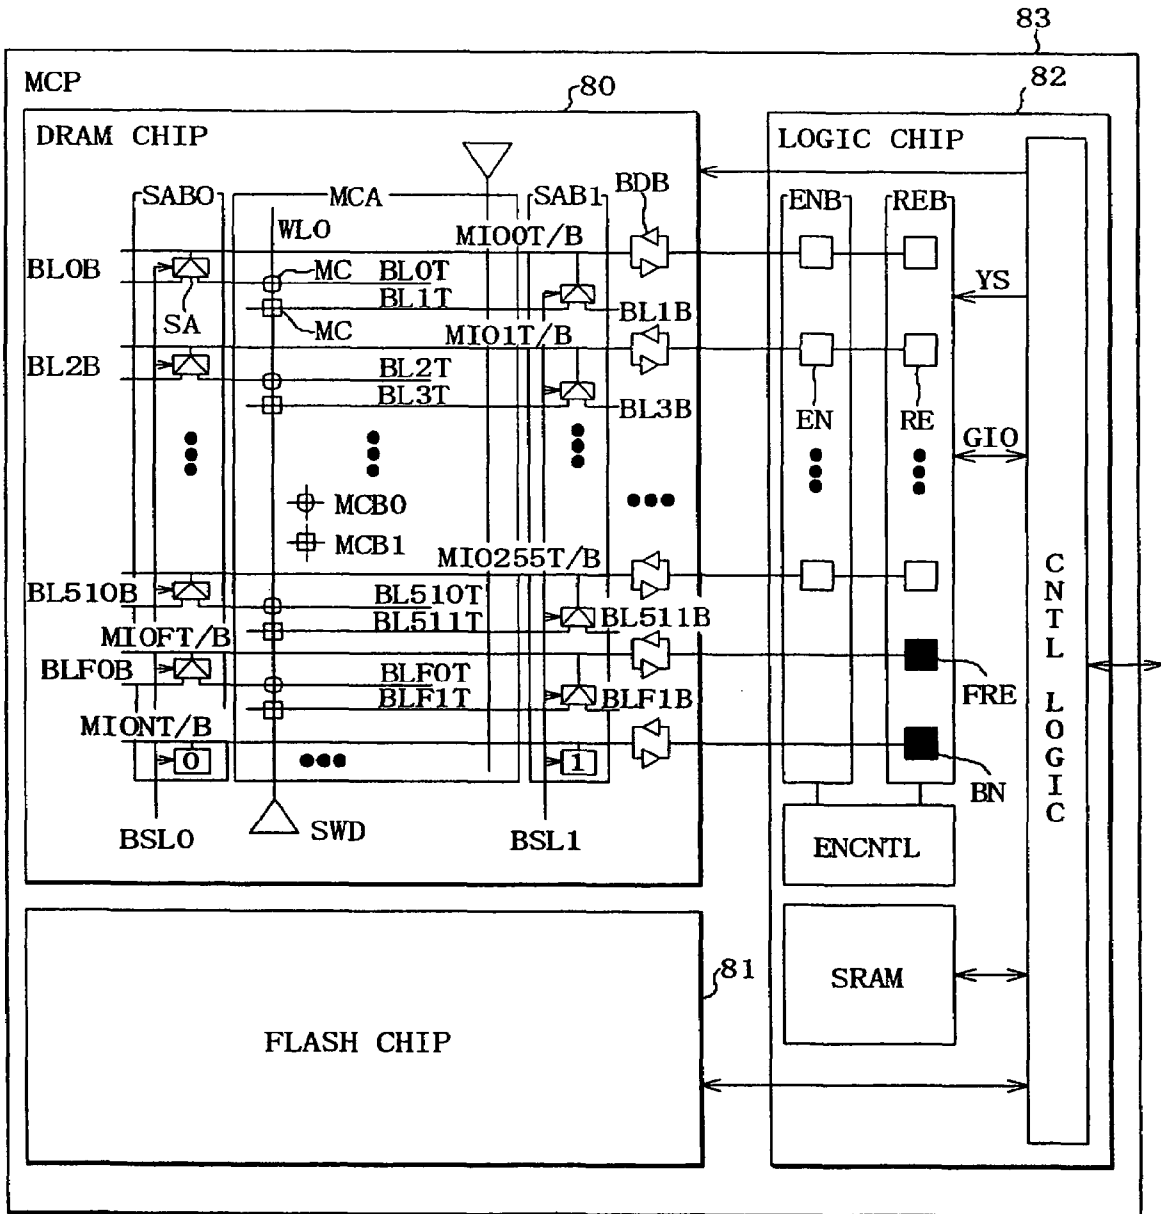 83
MCP
80
82
DRAM CHIP
LOGIC CHIP
SAB0
MCA
SAB1
BDB
ENB
REB
WL0
MIO0T/B
BL0B
MC
BL0T
YS
BL1T
BL1B
SA
MC
MIO1T/B
BL2B
BL2T
BL3T
BL3B
EN
RE
GIO
MCB0
MCB1
MIO255T/B
BL510B
BL510T
BL511T
BL511B
MIOFT/B
BLF0B
BLF0T
BLF1T
BLF1B
FRE
MIONT/B
0
1
BN
BSL0
SWD
BSL1
ENCNTL
CNTL LOGIC
SRAM
81
FLASH CHIP